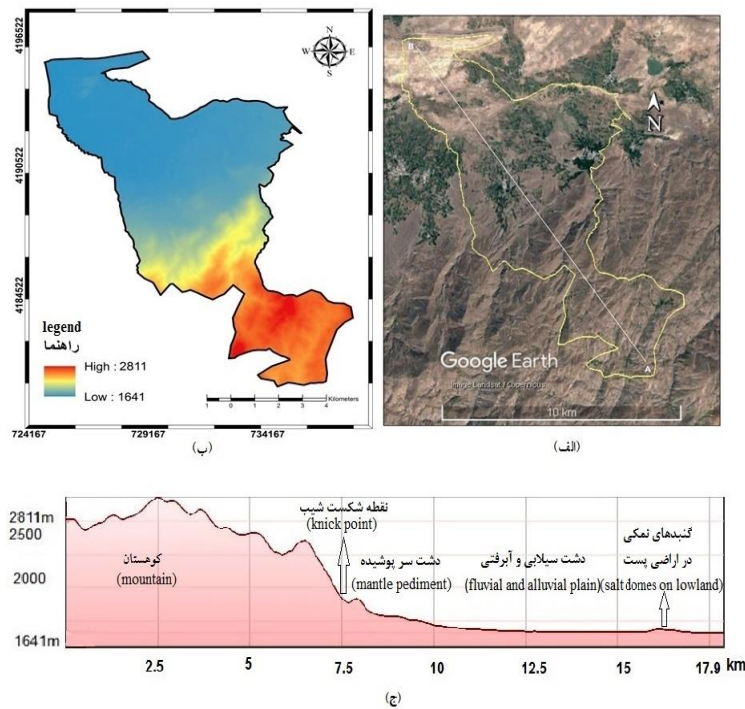 4196522
4190522
4184522
N
W E
S
legend
راهنما
High : 2811
Low : 1641
1 0 1 2 3 4
Kilometers
724167 729167 734167
(ب)
B
N
A
Google Earth
Image Landsat / Copernicus
10 km
(الف)
2811m
2500
2000
1641m
کوهستان
(mountain)
نقطه شکست شیب
(knick point)
دشت سر پوشیده
(mantle pediment)
دشت سیلابی و آبرفتی
(fluvial and alluvial plain)
گنبدهای نمکی
در اراضی پست
(salt domes on lowland)
2.5 5 7.5 10 12.5 15 17.9 km
(ج)